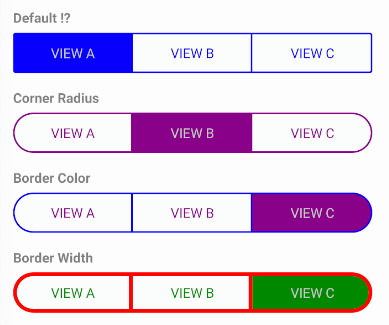 Default !?
VIEW A VIEW B VIEW C
Corner Radius
VIEW A VIEW B VIEW C
Border Color
VIEW A VIEW B VIEW C
Border Width
VIEW A VIEW B VIEW C